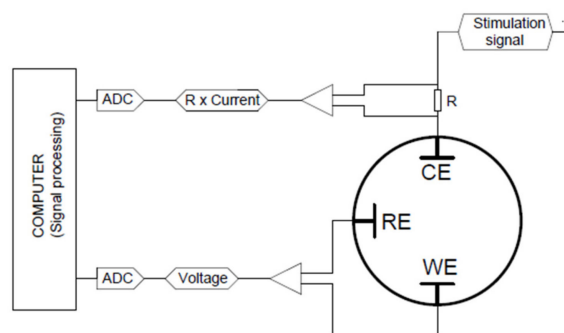 Stimulation
signal
ADC
R x Current
R
CE
COMPUTER
(Signal processing)
RE
WE
ADC
Voltage